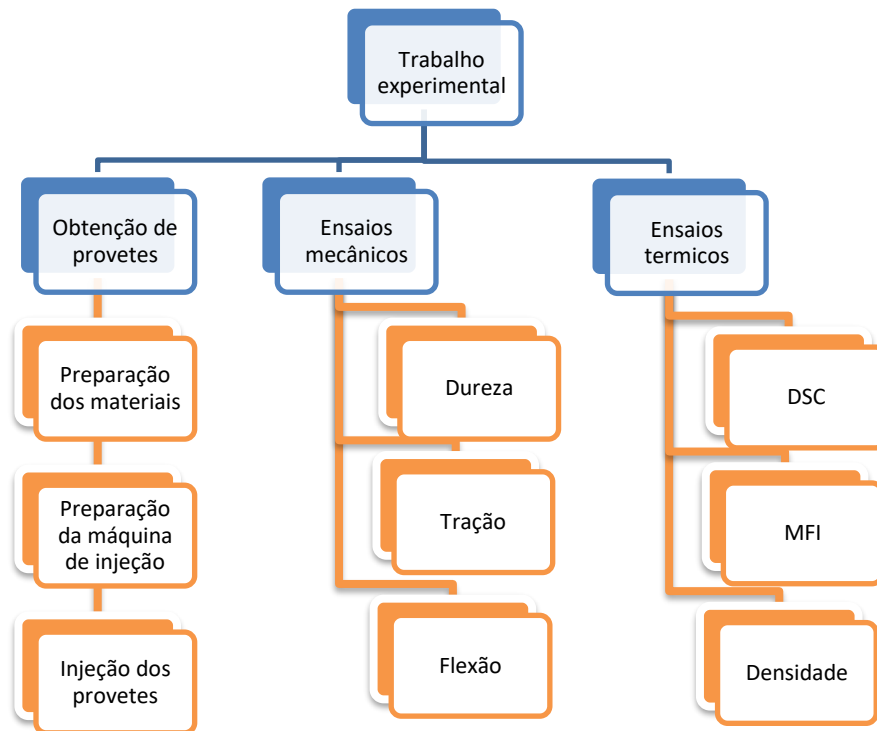 Trabalho
experimental
Obtenção de
provetes
Ensaios
mecânicos
Ensaios
termicos
Preparação
dos materiais
Preparação
da máquina
de injeção
Injeção dos
provetes
Dureza
Tração
Flexão
DSC
MFI
Densidade